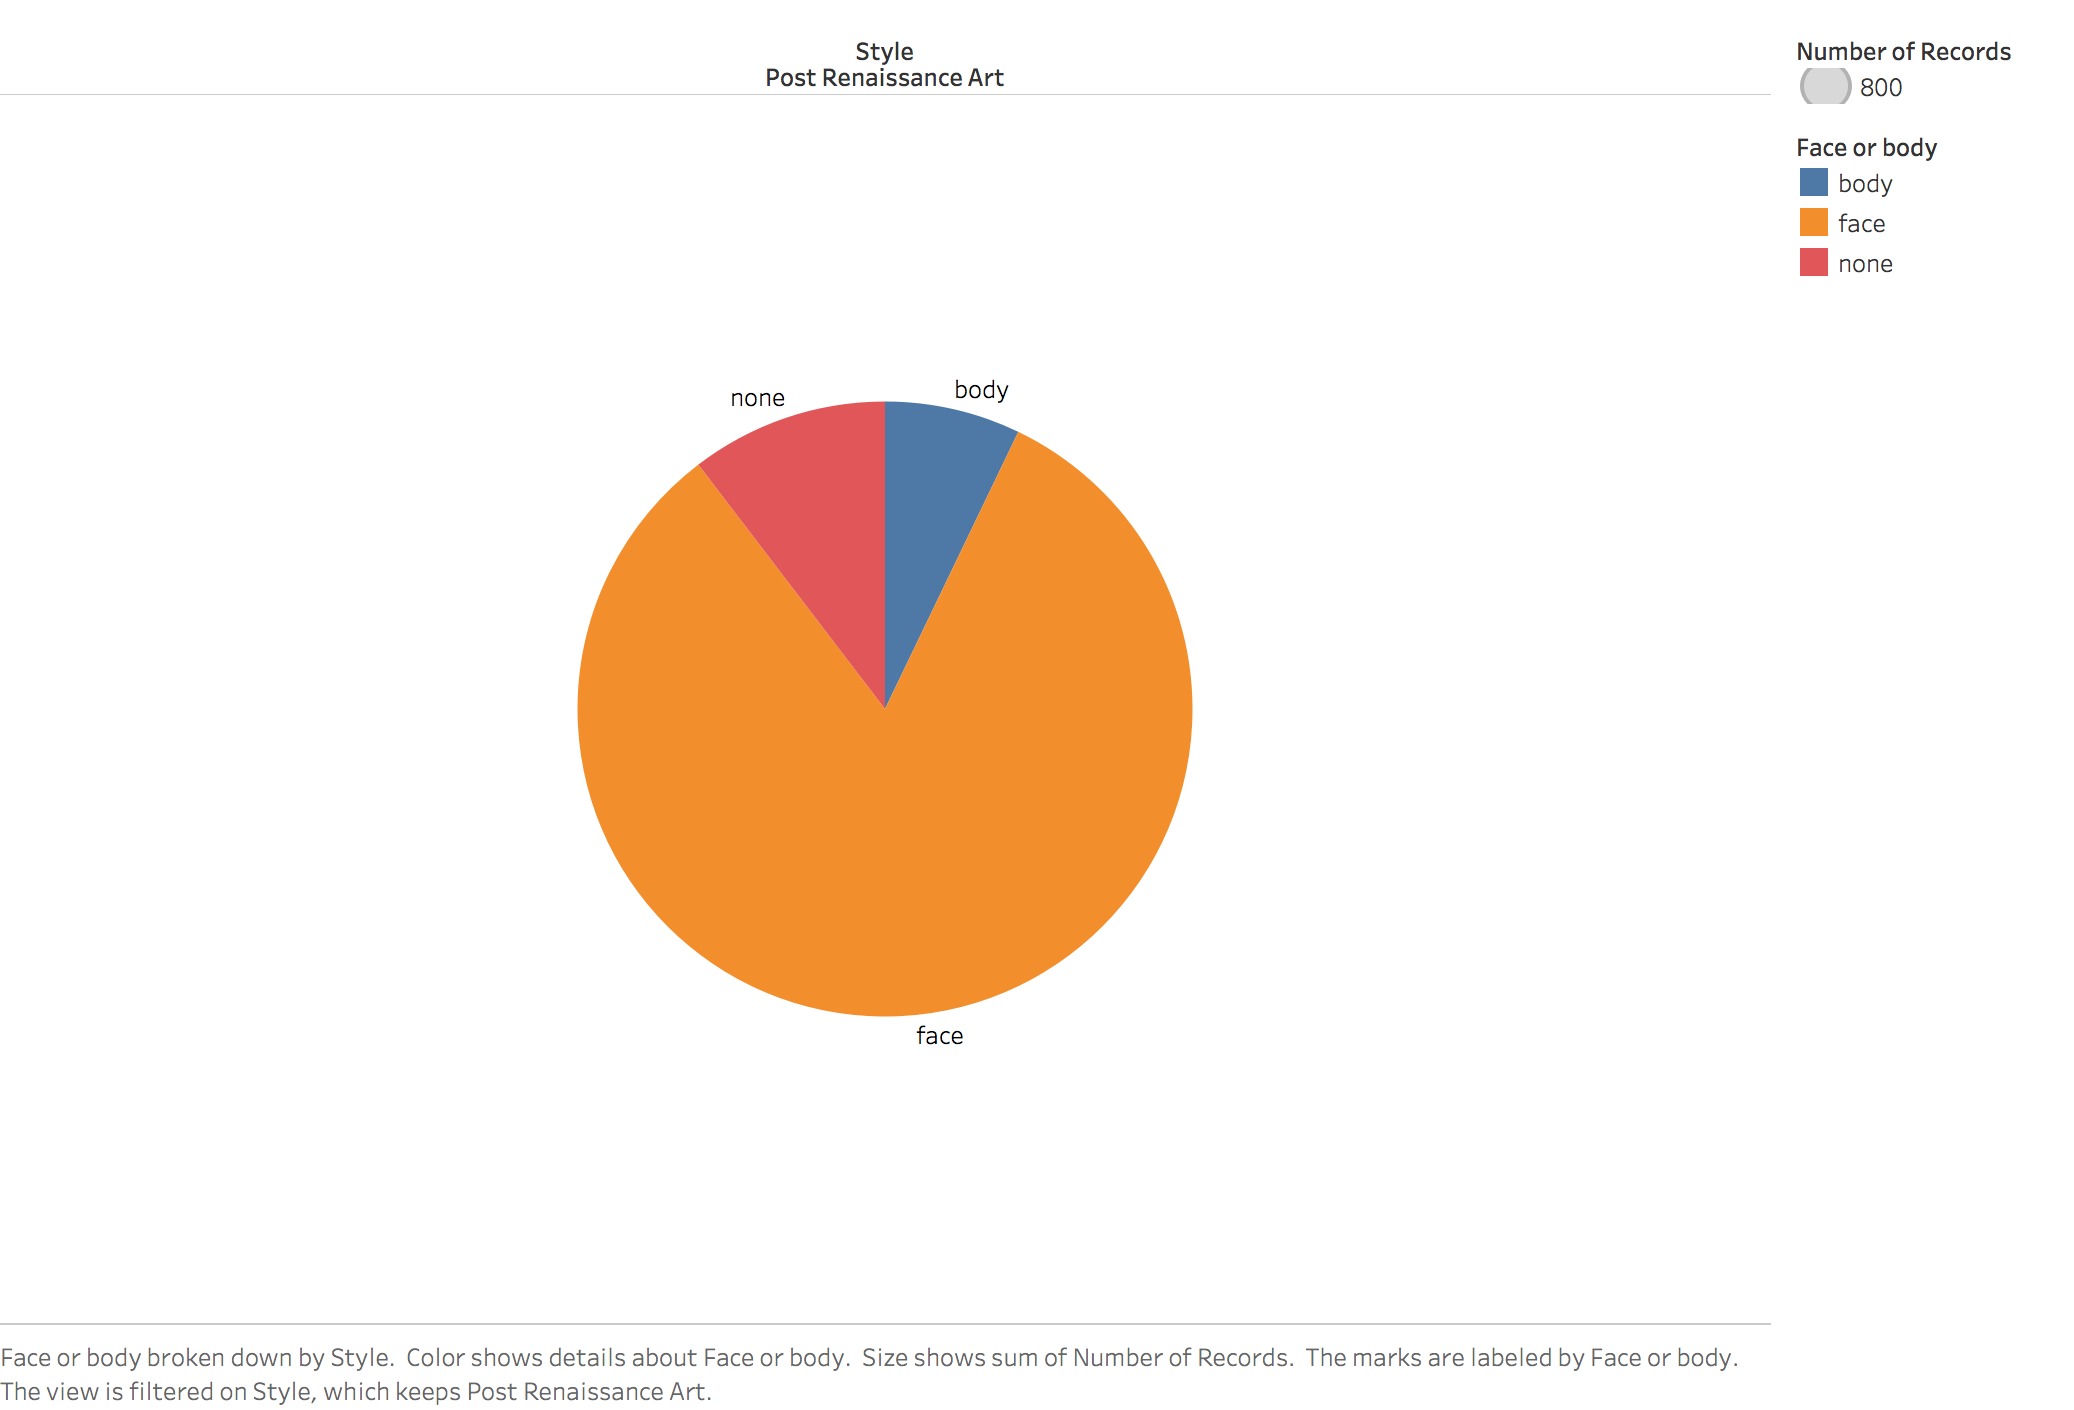 Style
Post Renaissance Art
Number of Records
800
Face or body
body
face
none
none
body
face
Face or body broken down by Style.  Color shows details about Face or body.  Size shows sum of Number of Records.  The marks are labeled by Face or body.
The view is filtered on Style, which keeps Post Renaissance Art.